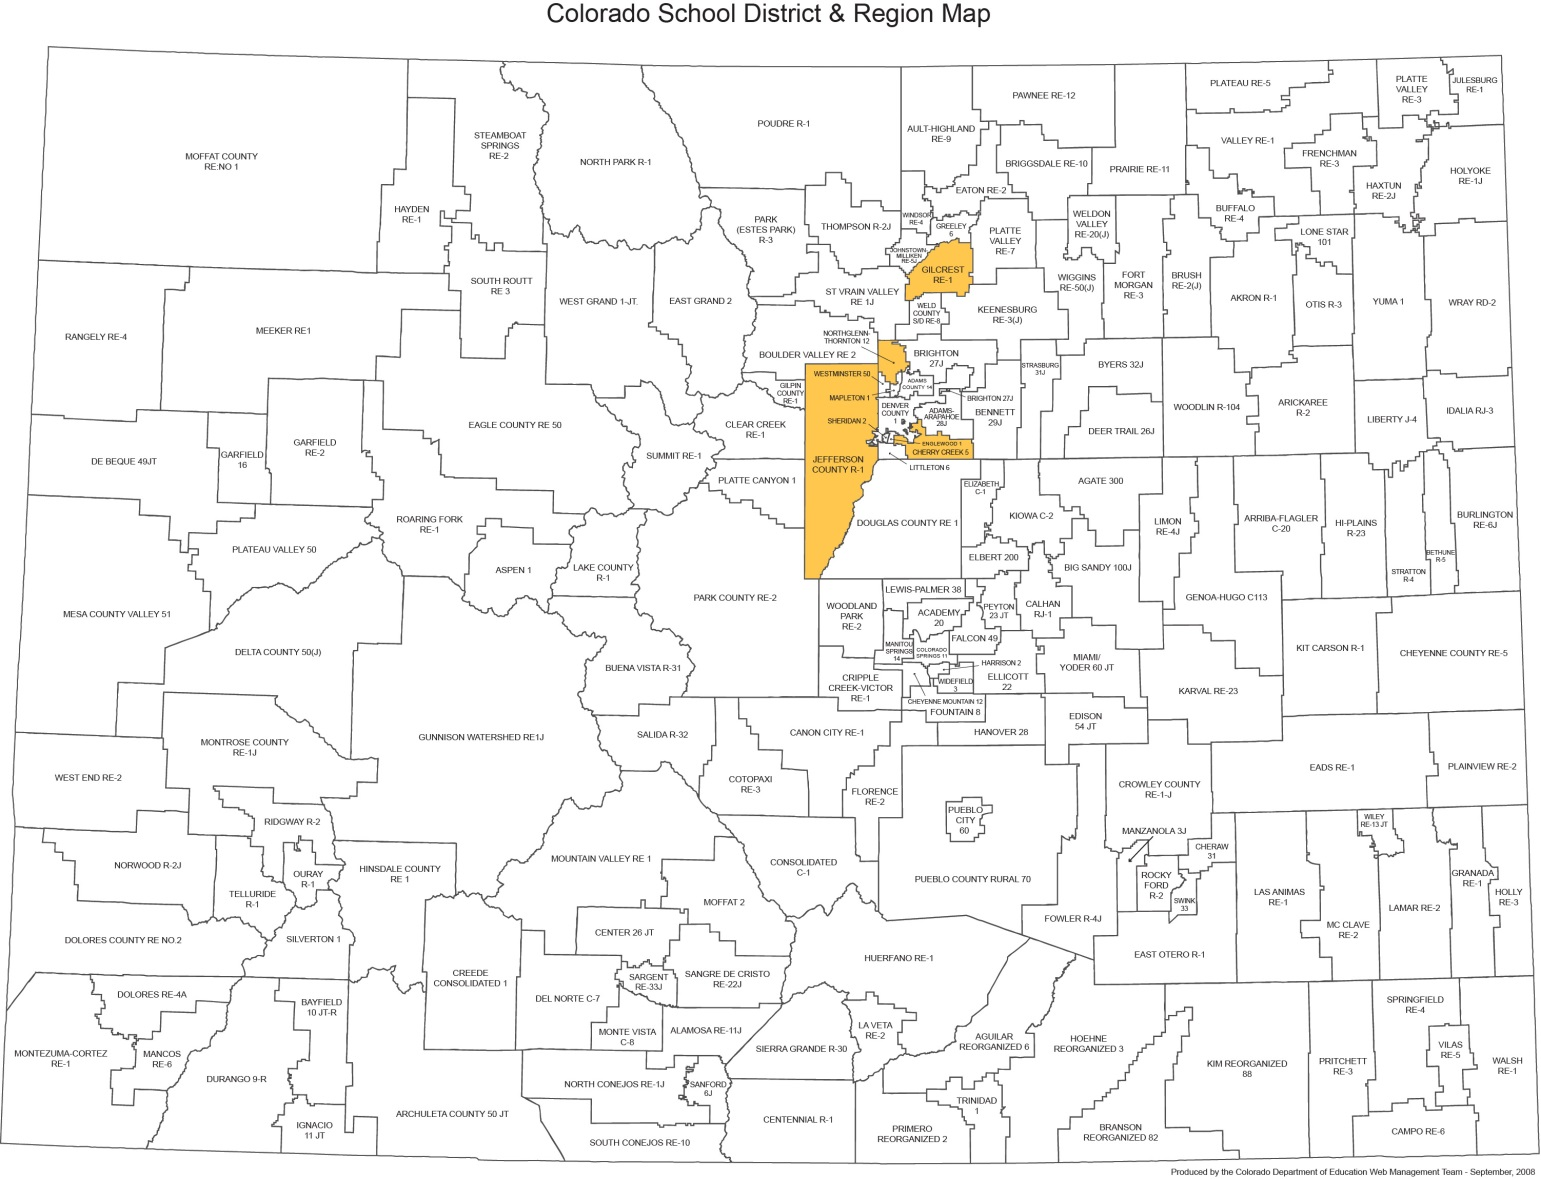 Colorado School District & Region Map
MOFFAT COUNTY
RE:NO 1
HAYDEN
RE-1
STEAMBOAT
SPRINGS
RE-2
NORTH PARK R-1
POUDRE R-1
AULT-HIGHLAND
RE-9
PAWNEE RE-12
BRIGGSDALE RE-10
PRAIRIE RE-11
PLATEAU RE-5
VALLEY RE-1
PLATTE
VALLEY
RE-3
JULESBURG
RE-1
FRENCHMAN
RE-3
HAXTUN
RE-2J
HOLYOKE
RE-1J
EATON RE-2
BUFFALO
RE-4
PARK
(ESTES PARK)
R-3
THOMPSON R-2J
WINDSOR
RE-4
GREELEY
6
PLATTE
VALLEY
RE-7
WELDON
VALLEY
RE-20(J)
LONE STAR
101
JOHNSTOWN-
MILLIKEN
RE-5J
GILCREST
RE-1
WIGGINS
RE-50(J)
FORT
MORGAN
RE-3
BRUSH
RE-2(J)
AKRON R-1
OTIS R-3
YUMA 1
WRAY RD-2
SOUTH ROUTT
RE 3
WEST GRAND 1-JT.
EAST GRAND 2
ST VRAIN VALLEY
RE 1J
WELD
COUNTY
S/D RE-8
KEENESBURG
RE-3(J)
RANGELY RE-4
MEEKER RE1
NORTHGLENN-
THORNTON 12
BOULDER VALLEY RE 2
BRIGHTON
27J
STRASBURG
31J
BYERS 32J
WESTMINSTER 50
ADAMS
COUNTY 14
GILPIN
COUNTY
RE-1
MAPLETON 1
BRIGHTON 27J
DENVER
COUNTY
1
ADAMS-
ARAPAHOE
28J
BENNETT
29J
WOODLIN R-104
ARICKAREE
R-2
LIBERTY J-4
IDALIA RJ-3
EAGLE COUNTY RE 50
CLEAR CREEK
RE-1
SHERIDAN 2
DEER TRAIL 26J
ENGLEWOOD 1
CHERRY CREEK 5
DE BEQUE 49JT
GARFIELD
16
GARFIELD
RE-2
SUMMIT RE-1
JEFFERSON
COUNTY R-1
LITTLETON 6
PLATTE CANYON 1
ELIZABETH
C-1
AGATE 300
ROARING FORK
RE-1
DOUGLAS COUNTY RE 1
KIOWA C-2
LIMON
RE-4J
ARRIBA-FLAGLER
C-20
HI-PLAINS
R-23
BURLINGTON
RE-6J
PLATEAU VALLEY 50
ASPEN 1
LAKE COUNTY
R-1
ELBERT 200
BIG SANDY 100J
STRATTON
R-4
BETHUNE
R-5
MESA COUNTY VALLEY 51
PARK COUNTY RE-2
LEWIS-PALMER 38
WOODLAND
PARK
RE-2
ACADEMY
20
PEYTON
23 JT
CALHAN
RJ-1
GENOA-HUGO C113
DELTA COUNTY 50(J)
BUENA VISTA R-31
MANITOU
SPRINGS
14
COLORADO
SPRINGS 11
FALCON 49
HARRISON 2
MIAMI/
YODER 60 JT
KIT CARSON R-1
CHEYENNE COUNTY RE-5
CRIPPLE
CREEK-VICTOR
RE-1
WIDEFIELD
3
ELLICOTT
22
KARVAL RE-23
CHEYENNE MOUNTAIN 12
FOUNTAIN 8
EDISON
54 JT
MONTROSE COUNTY
RE-1J
GUNNISON WATERSHED RE1J
SALIDA R-32
CANON CITY RE-1
HANOVER 28
WEST END RE-2
COTOPAXI
RE-3
FLORENCE
RE-2
CROWLEY COUNTY
RE-1-J
EADS RE-1
PLAINVIEW RE-2
PUEBLO
CITY
60
RIDGWAY R-2
MANZANOLA 3J
WILEY
RE-13 JT
NORWOOD R-2J
TELLURIDE
R-1
OURAY
R-1
HINSDALE COUNTY
RE 1
MOUNTAIN VALLEY RE 1
CONSOLIDATED
C-1
PUEBLO COUNTY RURAL 70
CHERAW
31
ROCKY
FORD
R-2
SWINK
33
LAS ANIMAS
RE-1
GRANADA
RE-1
HOLLY
RE-3
MOFFAT 2
FOWLER R-4J
MC CLAVE
RE-2
LAMAR RE-2
DOLORES COUNTY RE NO.2
SILVERTON 1
CENTER 26 JT
EAST OTERO R-1
HUERFANO RE-1
CREEDE
CONSOLIDATED 1
SARGENT
RE-33J
SANGRE DE CRISTO
RE-22J
DOLORES RE-4A
BAYFIELD
10 JT-R
DEL NORTE C-7
MONTE VISTA
C-8
ALAMOSA RE-11J
LA VETA
RE-2
SPRINGFIELD
RE-4
MONTEZUMA-CORTEZ
RE-1
MANCOS
RE-6
SIERRA GRANDE R-30
AGUILAR
REORGANIZED 6
HOEHNE
REORGANIZED 3
KIM REORGANIZED
88
PRITCHETT
RE-3
VILAS
RE-5
WALSH
RE-1
DURANGO 9-R
NORTH CONEJOS RE-1J
SANFORD
6J
TRINIDAD
1
ARCHULETA COUNTY 50 JT
IGNACIO
11 JT
CENTENNIAL R-1
PRIMERO
REORGANIZED 2
BRANSON
REORGANIZED 82
CAMPO RE-6
SOUTH CONEJOS RE-10
Produced by the Colorado Department of Education Web Management Team - September, 2008